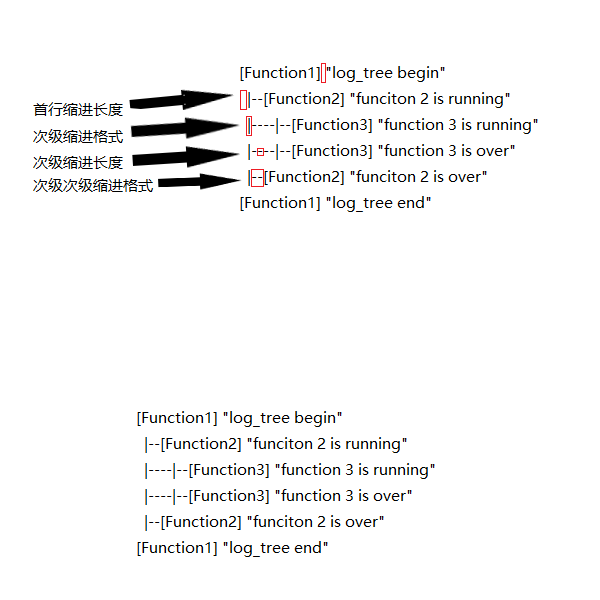 [Function1] "log_tree begin"
首行缩进长度
|--[Function2] "funciton 2 is running"
次级缩进格式
|----|--[Function3] "function 3 is running"
次级缩进长度
|----|--[Function3] "function 3 is over"
次级次级缩进格式
|--[Function2] "funciton 2 is over"
[Function1] "log_tree end"
[Function1] "log_tree begin"
|--[Function2] "funciton 2 is running"
|----|--[Function3] "function 3 is running"
|----|--[Function3] "function 3 is over"
|--[Function2] "funciton 2 is over"
[Function1] "log_tree end"